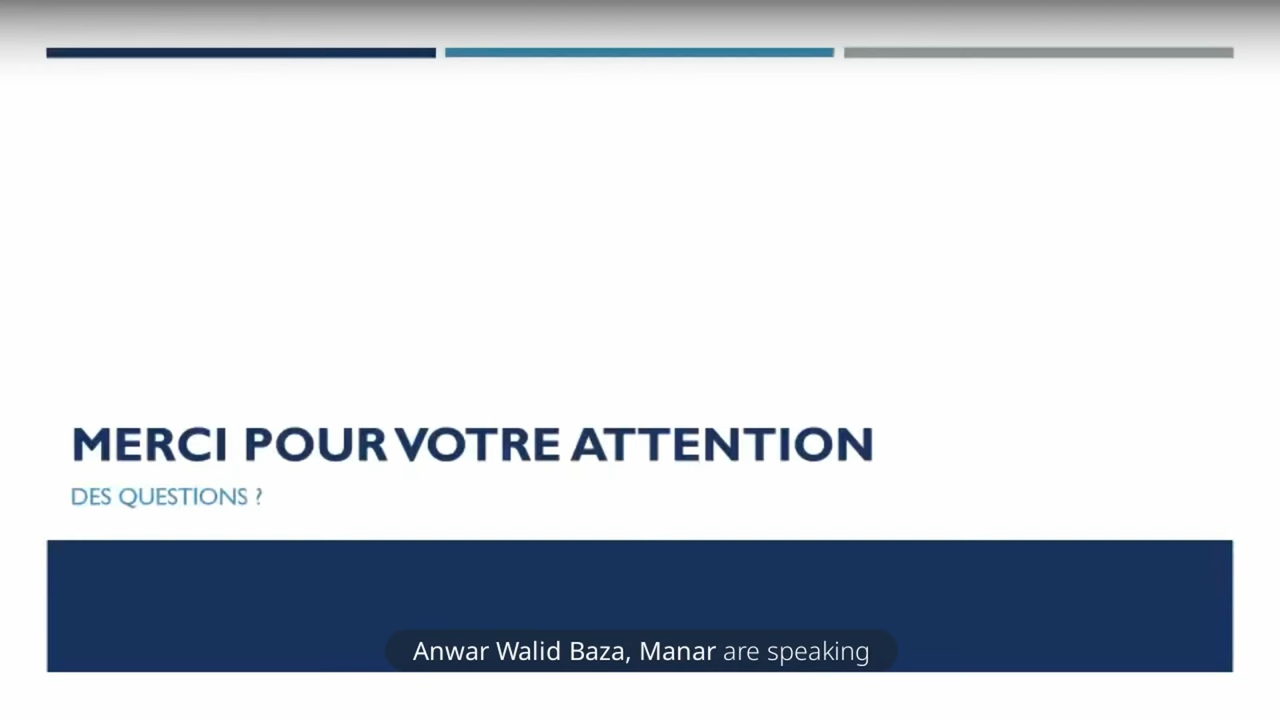 MERCI POUR VOTRE ATTENTION
DES QUESTIONS ?
Anwar Walid Baza, Manar are speaking